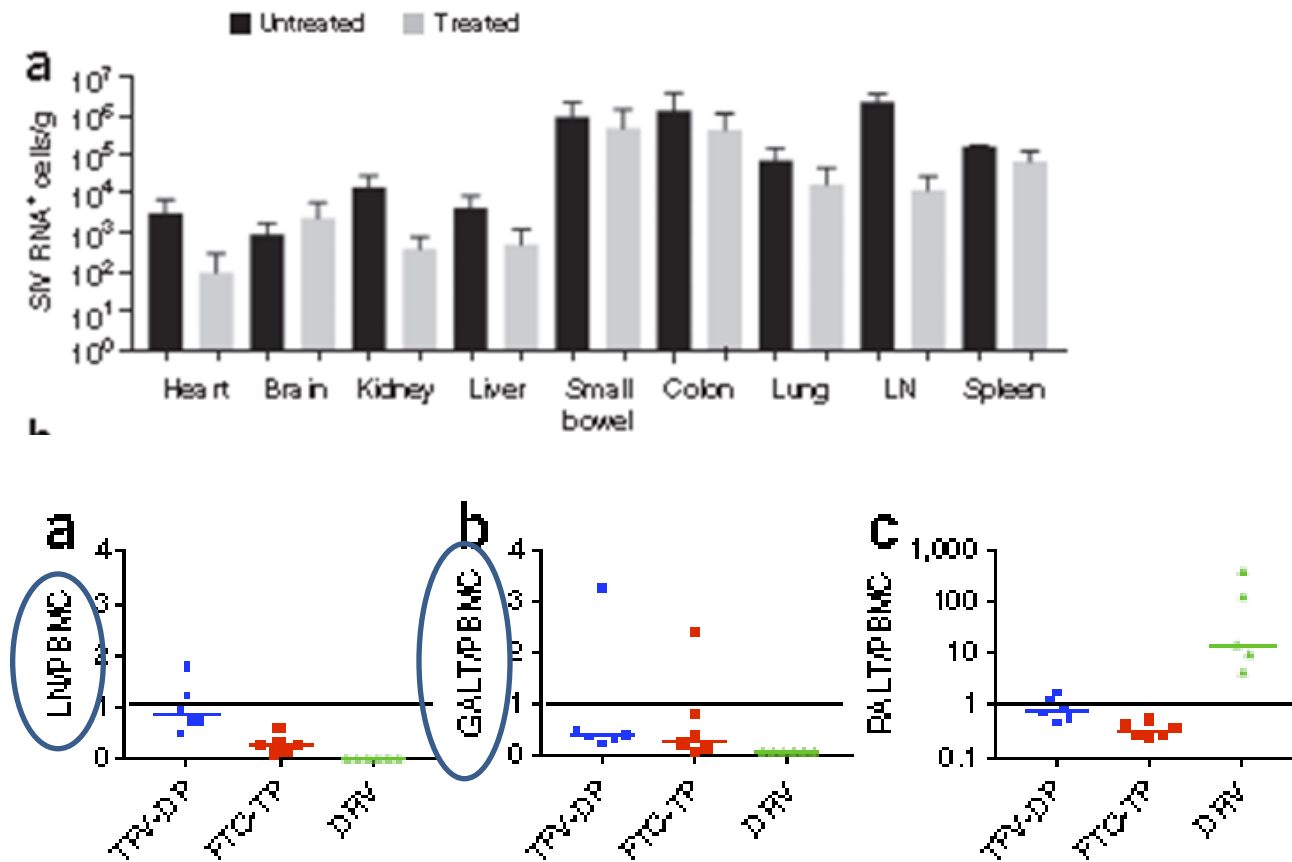 Untreated Treated
a
SIV RNA+ cells/g
10⁷
10⁶
10⁵
10⁴
10³
10²
10¹
10⁰
Heart Brain Kidney Liver Small bowel Colon Lung LN Spleen
a
LN/PBMC
4
3
2
1
0
TFV-DP FTC-TP DRV
b
GALT/PBMC
4
3
2
1
0
TFV-DP FTC-TP DRV
c
RALT/PBMC
1,000
100
10
1
0.1
TFV-DP FTC-TP DRV